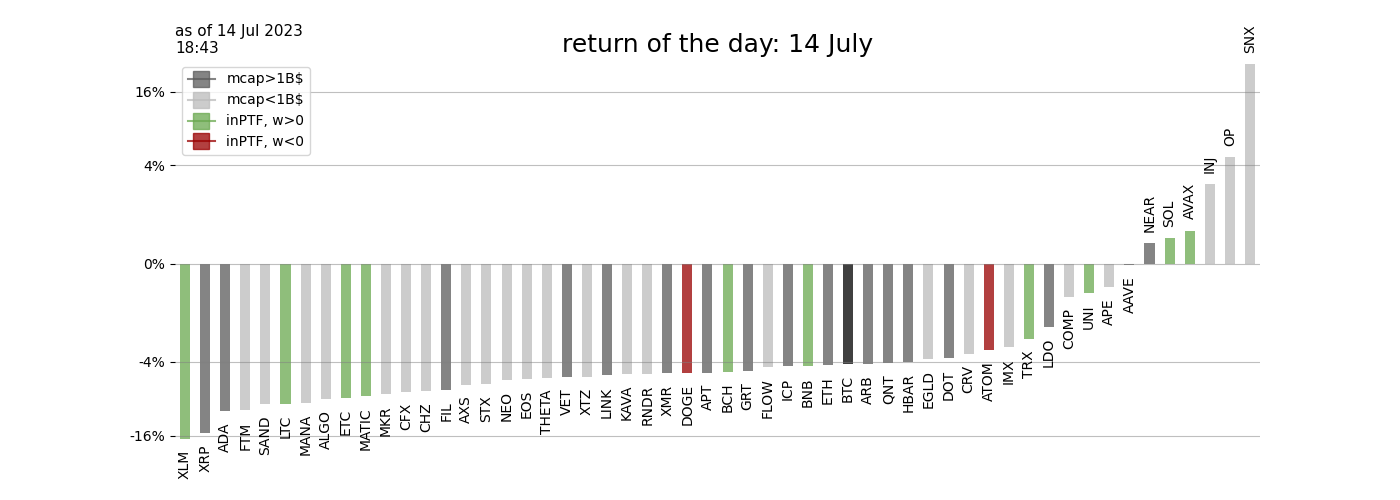 as of 14 Jul 2023
18:43
return of the day: 14 July
mcap>1B$
mcap<1B$
inPTF, w>0
inPTF, w<0
16%
4%
0%
-4%
-16%
XLM
XRP
ADA
FTM
SAND
LTC
MANA
ALGO
ETC
MATIC
MKR
CFX
CHZ
FIL
AXS
STX
NEO
EOS
THETA
VET
XTZ
LINK
KAVA
RNDR
XMR
DOGE
APT
BCH
GRT
FLOW
ICP
BNB
ETH
BTC
ARB
QNT
HBAR
EGLD
DOT
CRV
ATOM
IMX
TRX
LDO
COMP
UNI
APE
AAVE
NEAR
SOL
AVAX
INJ
OP
SNX